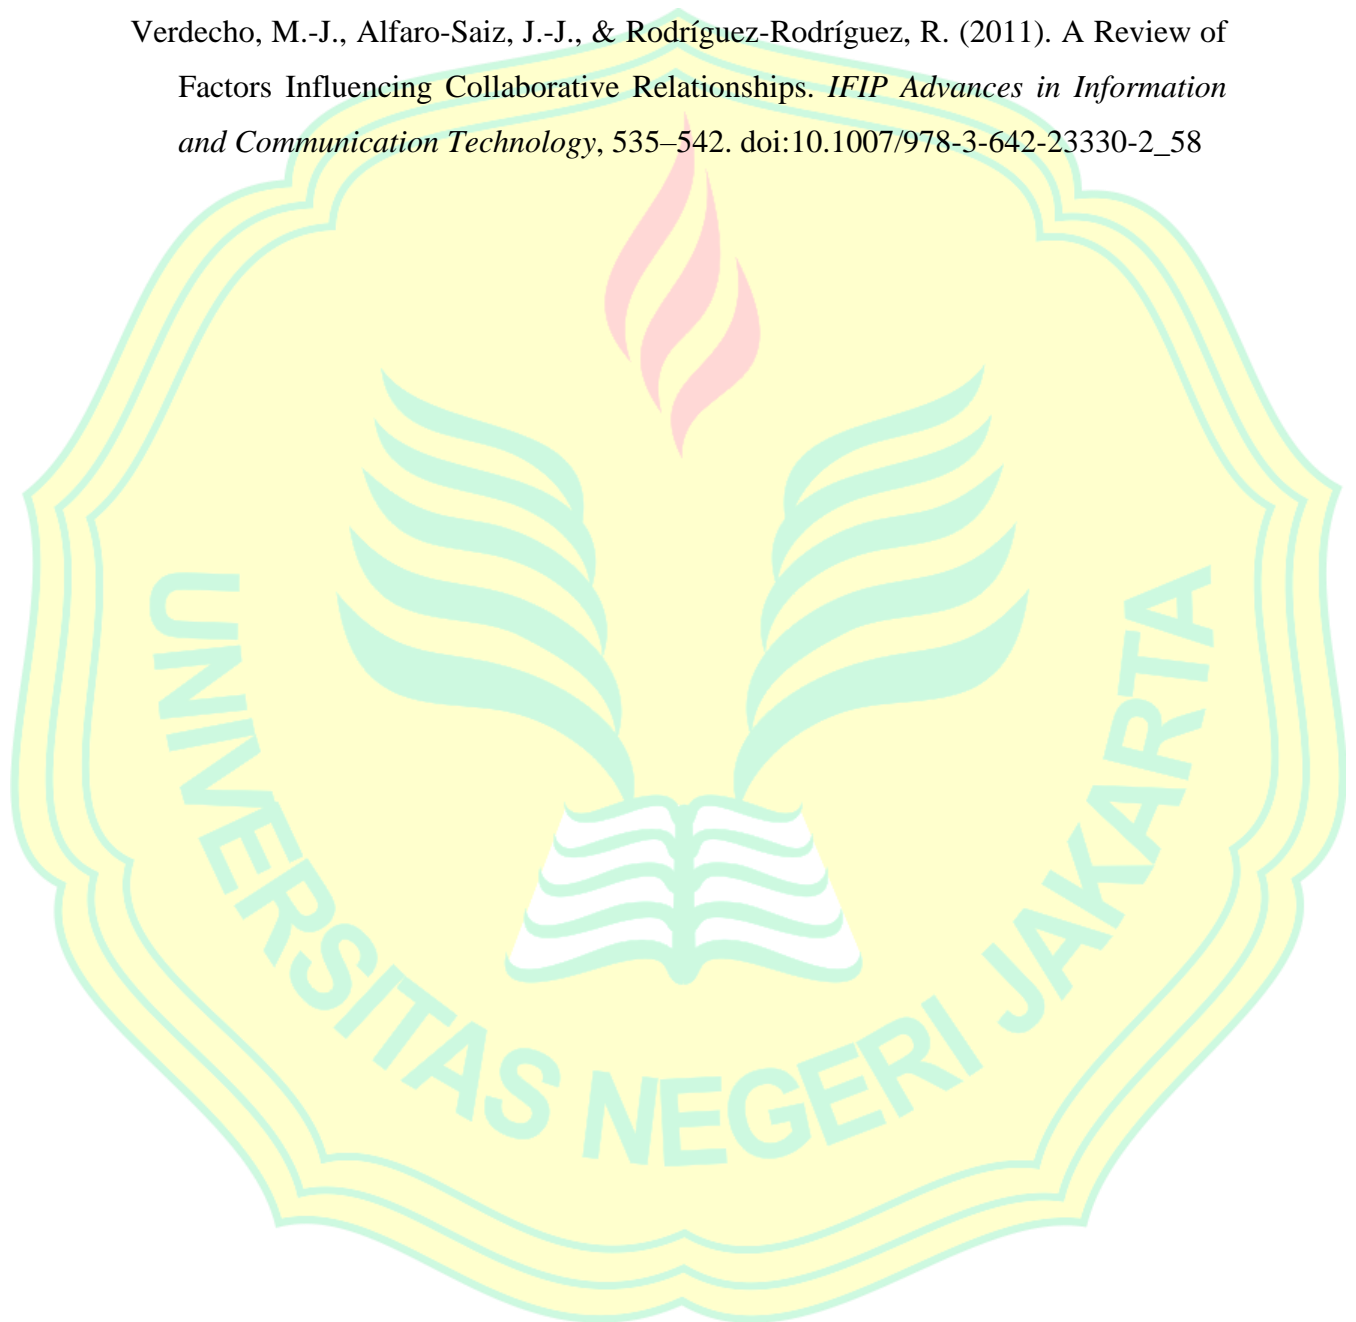 Verdecho, M.-J., Alfaro-Saiz, J.-J., & Rodríguez-Rodríguez, R. (2011). A Review of
Factors Influencing Collaborative Relationships. IFIP Advances in Information
and Communication Technology, 535–542. doi:10.1007/978-3-642-23330-2_58
UNIVERSITAS NEGERI JAKARTA